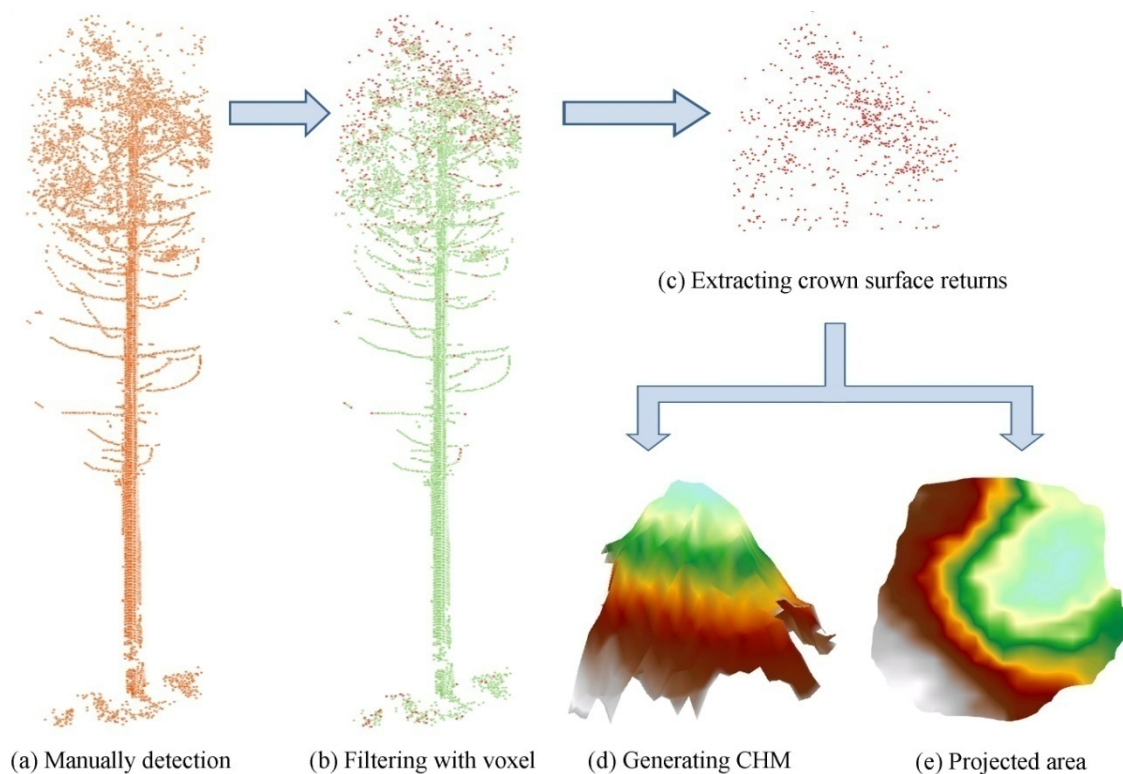 (c) Extracting crown surface returns
(a) Manually detection
(b) Filtering with voxel
(d) Generating CHM
(e) Projected area